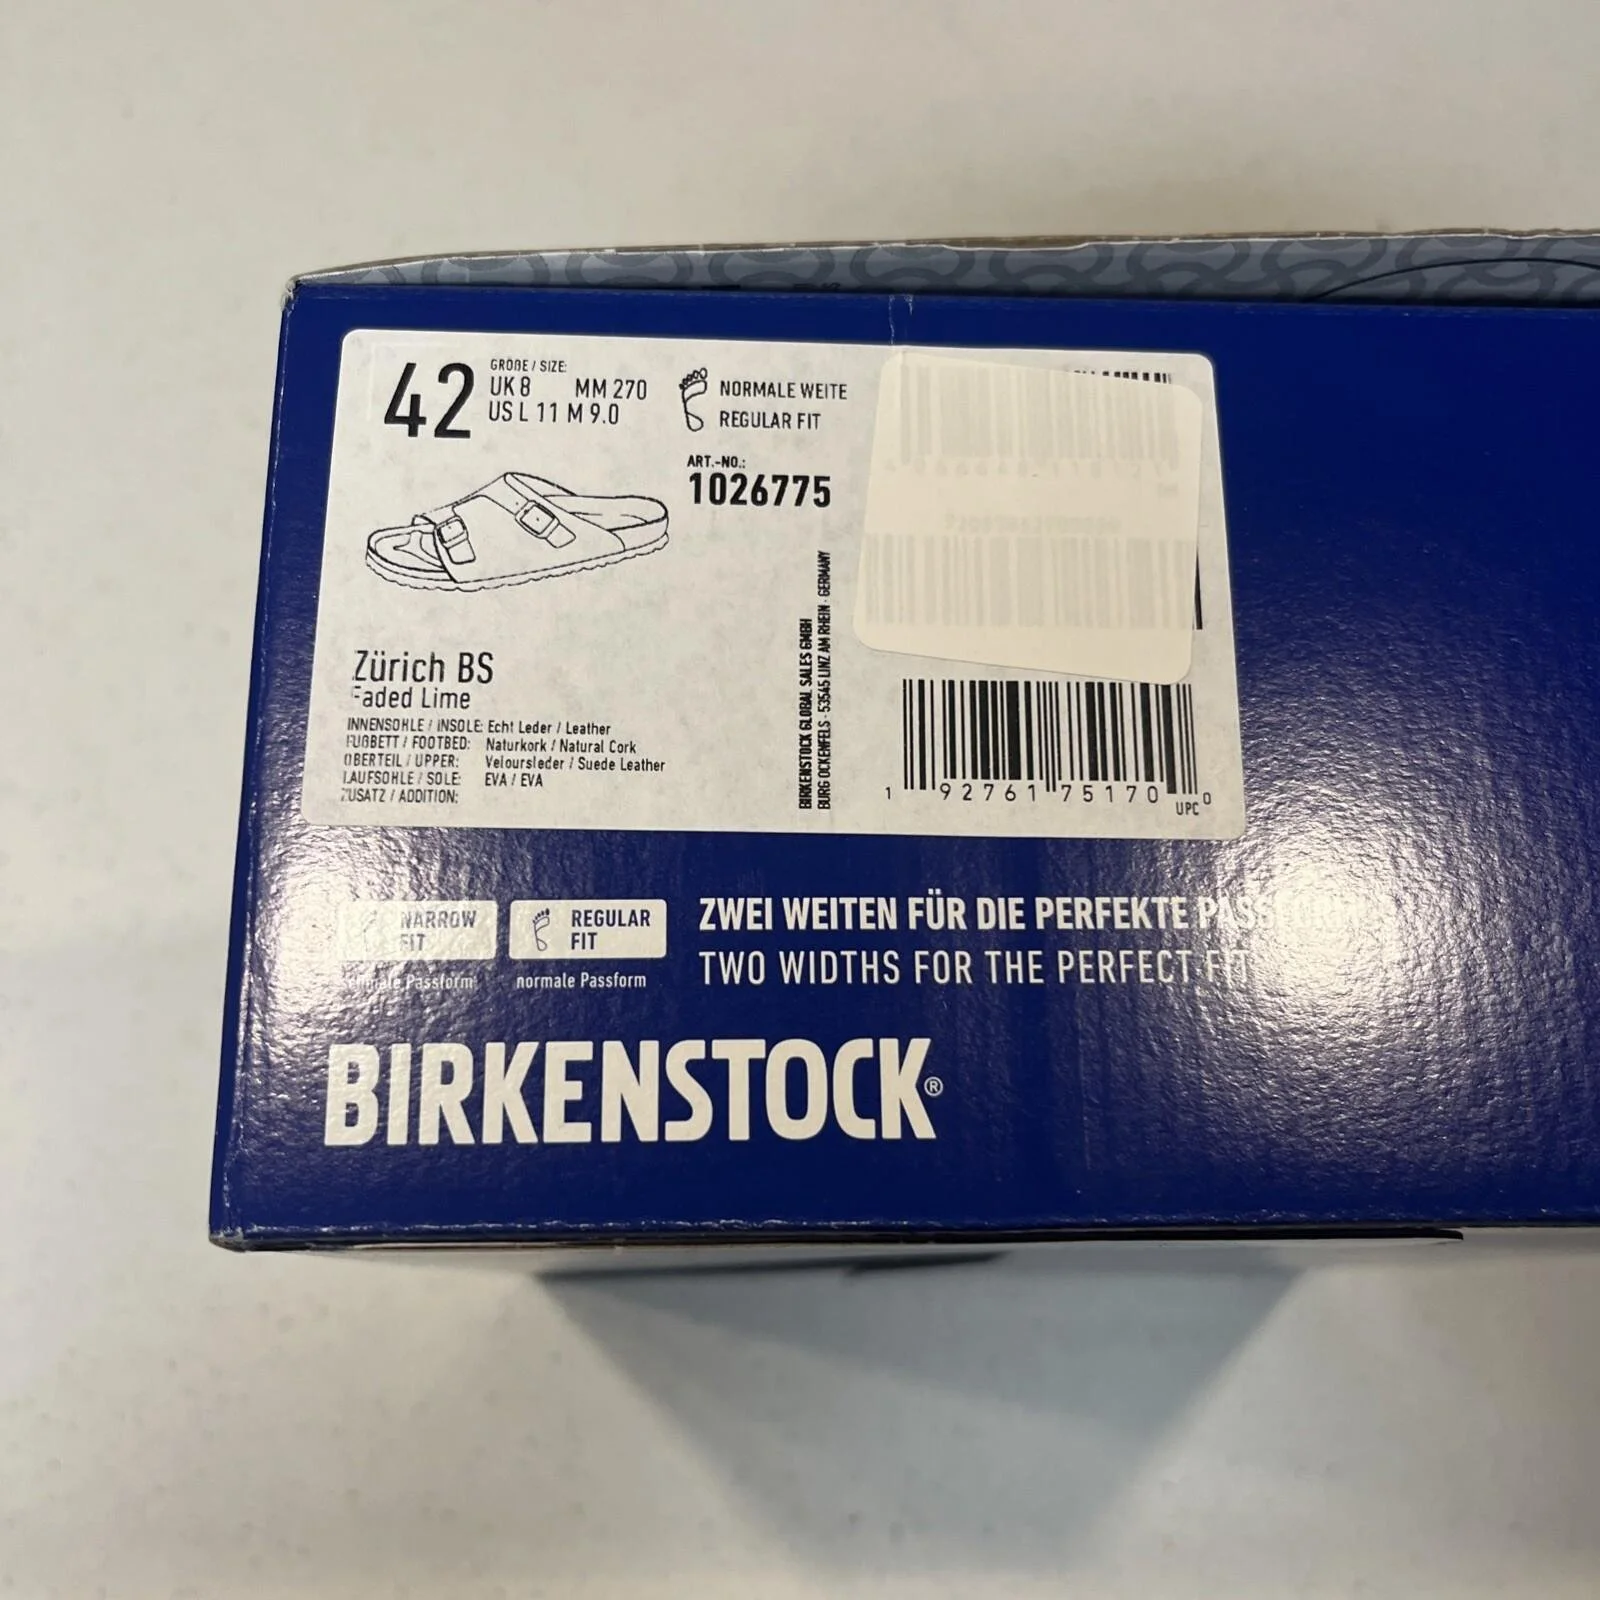 42
GRÖßE / SIZE:
UK 8 MM 270
US L 11 M 9.0
NORMALE WEITE
REGULAR FIT
ART.-NO.:
1026775
Zürich BS
Faded Lime
INNENSOHLE / INSOLE: Echt Leder / Leather
FUßBETT / FOOTBED: Naturkork / Natural Cork
OBERTEIL / UPPER: Veloursleder / Suede Leather
LAUFSOHLE / SOLE: EVA / EVA
ZUSATZ / ADDITION:
BIRKENSTOCK GLOBAL SALES GMBH
BURG OCKENFELS · 53545 LINZ AM RHEIN · GERMANY
1 92761 75170 0
UPC
NARROW
FIT
schmale Passform
REGULAR
FIT
normale Passform
ZWEI WEITEN FÜR DIE PERFEKTE
TWO WIDTHS FOR THE PERFECT FIT
BIRKENSTOCK®